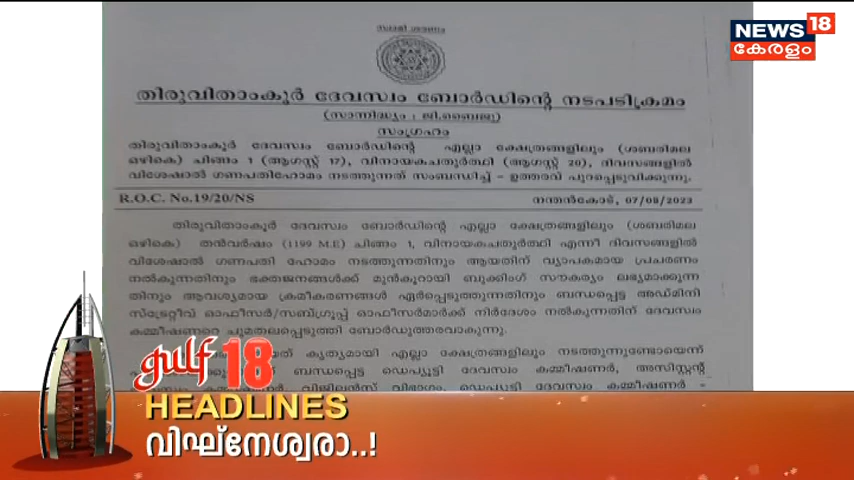 സ്വാമി ശരണം
NEWS 18
കേരളം
തിരുവിതാംകൂർ ദേവസ്വം ബോർഡിന്റെ നടപടിക്രമം
(സാന്നിദ്ധ്യം : ജി.ബൈജു)
സംഗ്രഹം
തിരുവിതാംകൂർ ദേവസ്വം ബോർഡിന്റെ എല്ലാ ക്ഷേത്രങ്ങളിലും (ശബരിമല
ഒഴികെ) ചിങ്ങം 1 (ആഗസ്റ്റ് 17), വിനായകചതുർത്ഥി (ആഗസ്റ്റ് 20), ദിവസങ്ങളിൽ
വിശേഷാൽ ഗണപതിഹോമം നടത്തുന്നത് സംബന്ധിച്ച് - ഉത്തരവ് പുറപ്പെടുവിക്കുന്നു.
R.O.C. No.19/20/NS നന്തൻകോട്, 07/08/2023
തിരുവിതാംകൂർ ദേവസ്വം ബോർഡിന്റെ എല്ലാ ക്ഷേത്രങ്ങളിലും (ശബരിമല
ഒഴികെ) തൻവർഷം (1199 M.E) ചിങ്ങം 1, വിനായകചതുർത്ഥി എന്നീ ദിവസങ്ങളിൽ
വിശേഷാൽ ഗണപതി ഹോമം നടത്തുന്നതിനും ആയതിന് വ്യാപകമായ പ്രചരണം
നൽകുന്നതിനും ഭക്തജനങ്ങൾക്ക് മുൻകൂറായി ബുക്കിംഗ് സൗകര്യം ലഭ്യമാക്കുന്ന
തിനും ആവശ്യമായ ക്രമീകരണങ്ങൾ ഏർപ്പെടുത്തുന്നതിനും ബന്ധപ്പെട്ട അഡ്മിനി
സ്ട്രേറ്റീവ് ഓഫീസർ/സബ്ഗ്രൂപ്പ് ഓഫീസർമാർക്ക് നിർദേശം നൽകുന്നതിന് ദേവസ്വം
കമ്മീഷണറെ ചുമതലപ്പെടുത്തി ബോർഡുത്തരവാകുന്നു.
കൃത്യമായി എല്ലാ ക്ഷേത്രങ്ങളിലും നടത്തുന്നുണ്ടോയെന്ന്
ബന്ധപ്പെട്ട ഡെപ്യൂട്ടി ദേവസ്വം കമ്മീഷണർ, അസിസ്റ്റന്റ്
കമ്മീഷണർ, വിജിലൻസ് വിഭാഗം, ഡെപ്യൂട്ടി ദേവസ്വം കമ്മീഷണർ -
gulf 18
HEADLINES
വിഘ്നേശ്വരാ..!